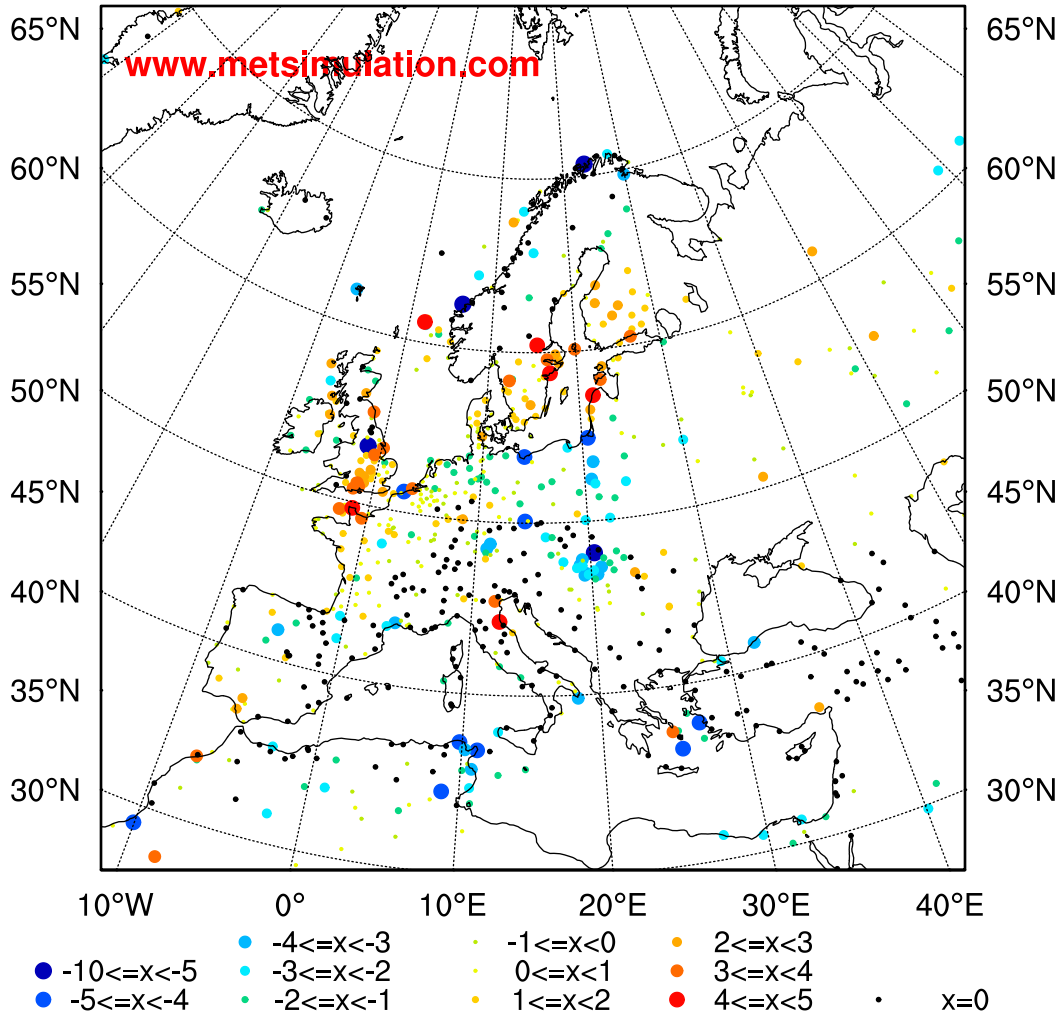 65°N 65°N
www.metsimulation.com
60°N 60°N
55°N 55°N
50°N 50°N
45°N 45°N
40°N 40°N
35°N 35°N
30°N 30°N
10°W 0° 10°E 20°E 30°E 40°E
-4<=x<-3 -1<=x<0 2<=x<3
-10<=x<-5 -3<=x<-2 0<=x<1 3<=x<4
-5<=x<-4 -2<=x<-1 1<=x<2 4<=x<5 x=0